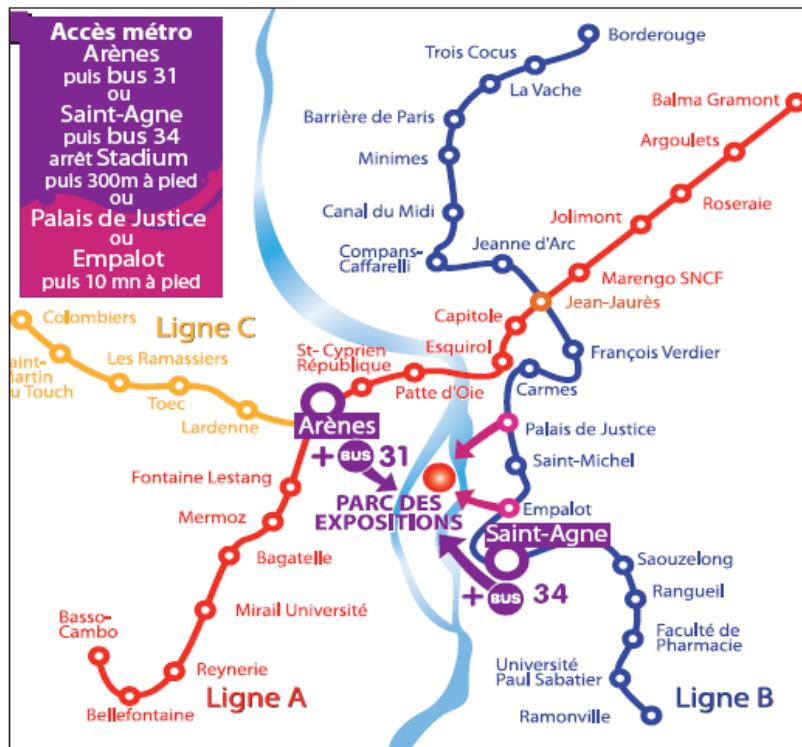 Accès métro
Arènes
puis bus 31
ou
Saint-Agne
puis bus 34
arrêt Stadium
puis 300m à pied
ou
Palais de Justice
ou
Empalot
puis 10 mn à pied
Borderouge
Trois Cocus
La Vache
Balma Gramont
Barrière de Paris
Argoulets
Minimes
Roseraie
Canal du Midi
Jolimont
Compans-
Caffarelli
Jeanne d'Arc
Marengo SNCF
Jean-Jaurès
Capitole
Colombiers
Ligne C
Esquirol
François Verdier
St- Cyprien
République
Les Ramassiers
Martin
Touch
Toec
Patte d'Oie
Carmes
Lardenne
Arènes
Palais de Justice
+ BUS 31
Saint-Michel
Fontaine Lestang
PARC DES
EXPOSITIONS
Empalot
Mermoz
Saint-Agne
Bagatelle
Saouzelong
+ BUS 34
Rangueil
Mirail Université
Basso-
Cambo
Faculté de
Pharmacie
Reynerie
Université
Paul Sabatier
Ligne A
Ligne B
Bellefontaine
Ramonville